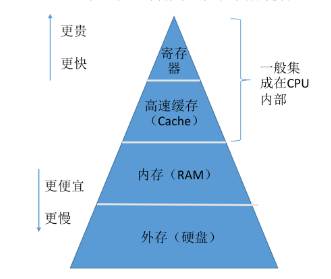 更贵
更快
寄存
器
高速缓存
（Cache）
一般集
成在CPU
内部
内存（RAM）
更便宜
更慢
外存（硬盘）